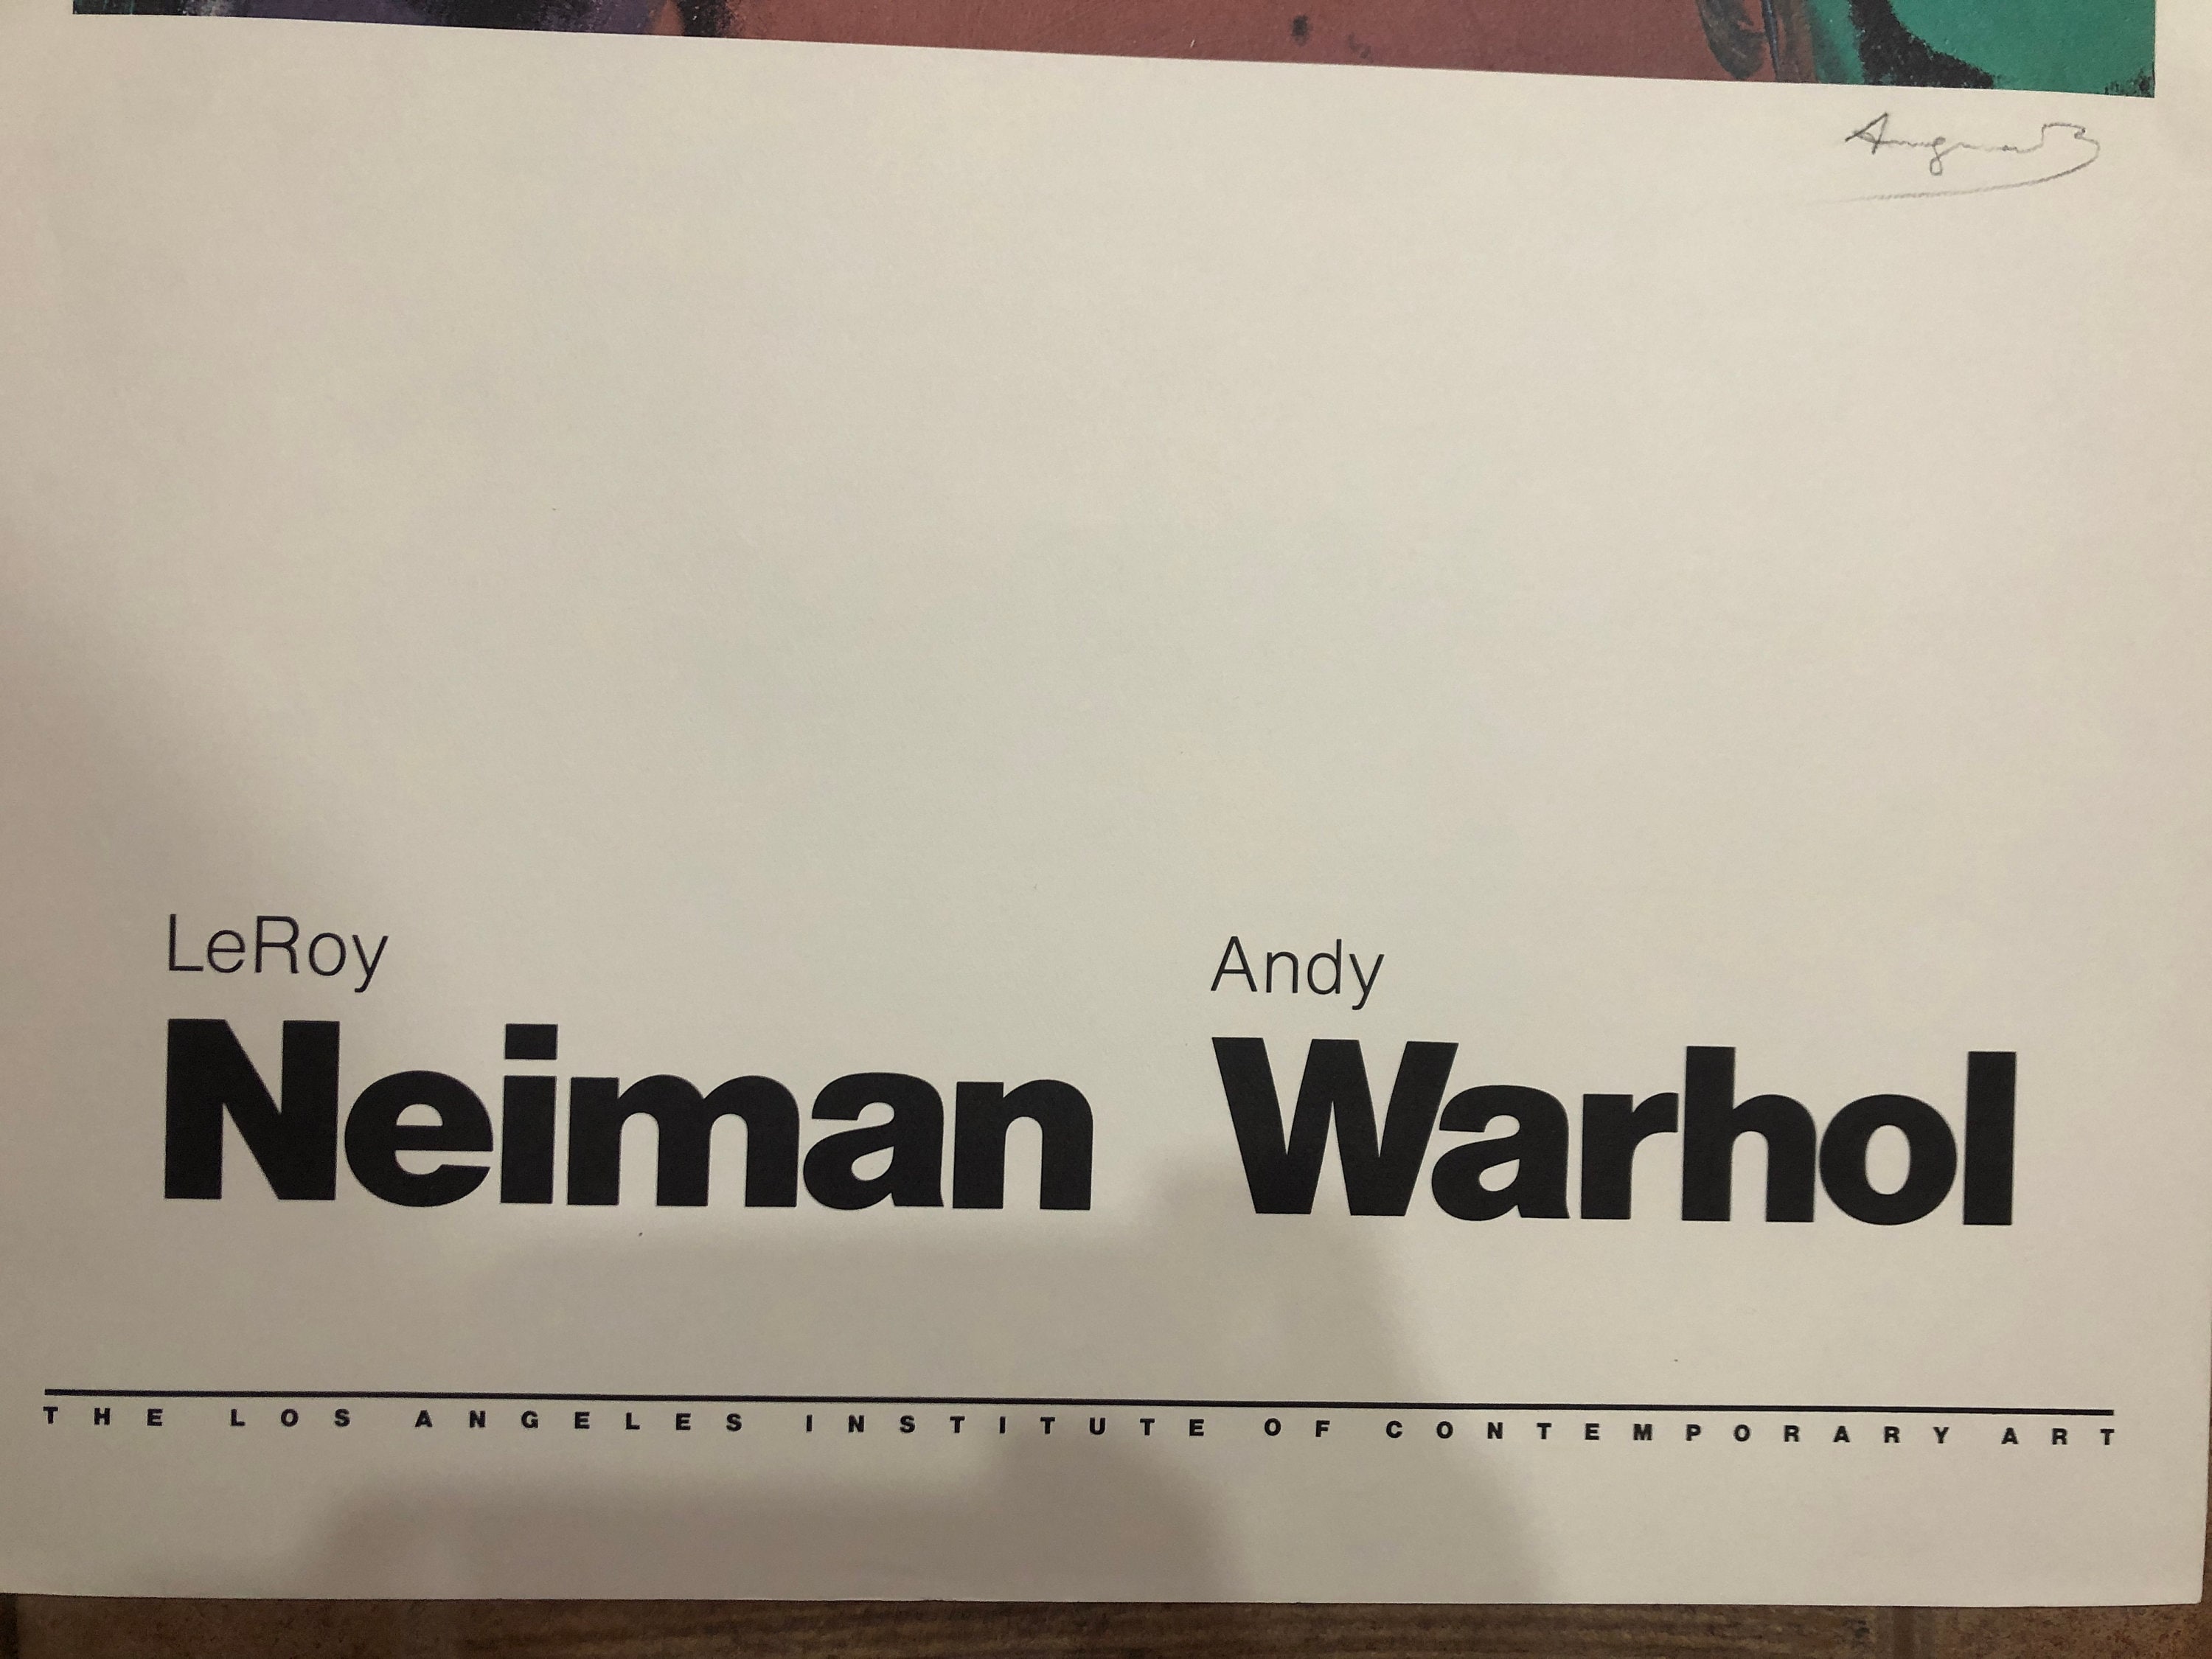 LeRoy
Neiman
Andy
Warhol
THE LOS ANGELES INSTITUTE OF CONTEMPORARY ART